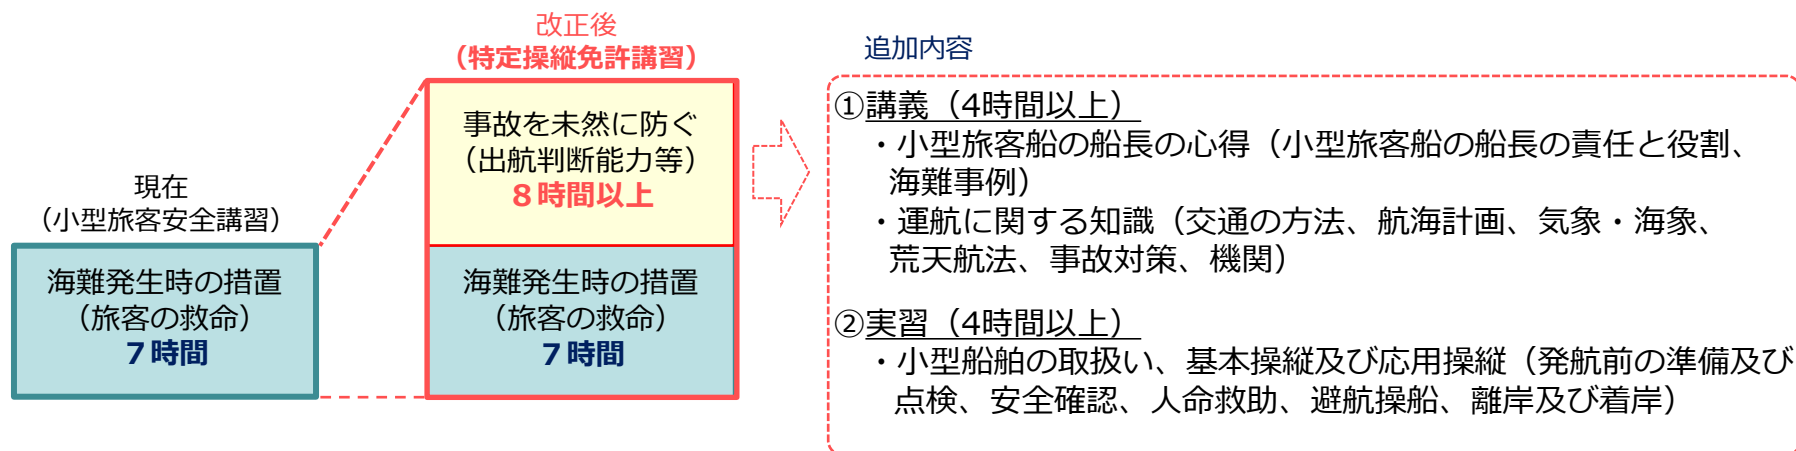 現在
（小型旅客安全講習）
海難発生時の措置
（旅客の救命）
７時間
改正後
（特定操縦免許講習）
事故を未然に防ぐ
（出航判断能力等）
８時間以上
海難発生時の措置
（旅客の救命）
７時間
追加内容
①講義（4時間以上）
・小型旅客船の船長の心得（小型旅客船の船長の責任と役割、
海難事例）
・運航に関する知識（交通の方法、航海計画、気象・海象、
荒天航法、事故対策、機関）
②実習（4時間以上）
・小型船舶の取扱い、基本操縦及び応用操縦（発航前の準備及び
点検、安全確認、人命救助、避航操船、離岸及び着岸）